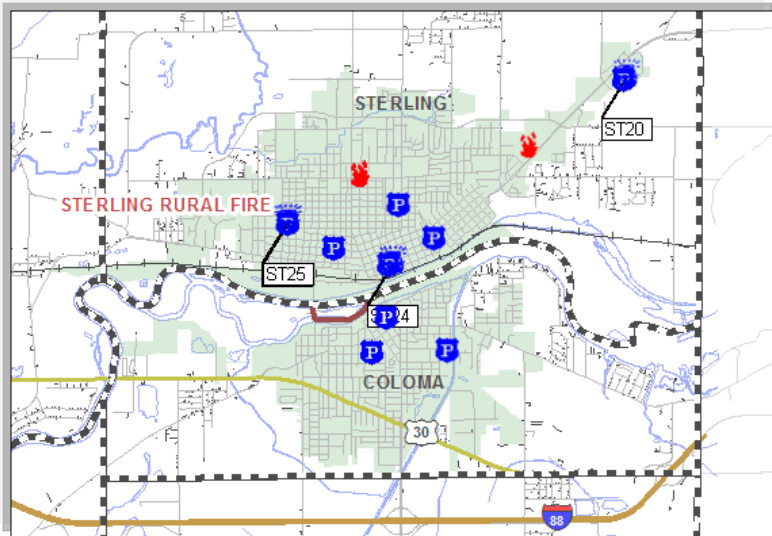 STERLING
P
ST20
STERLING RURAL FIRE
P
P
P
ST25
P
P
P
COLOMA
30
88